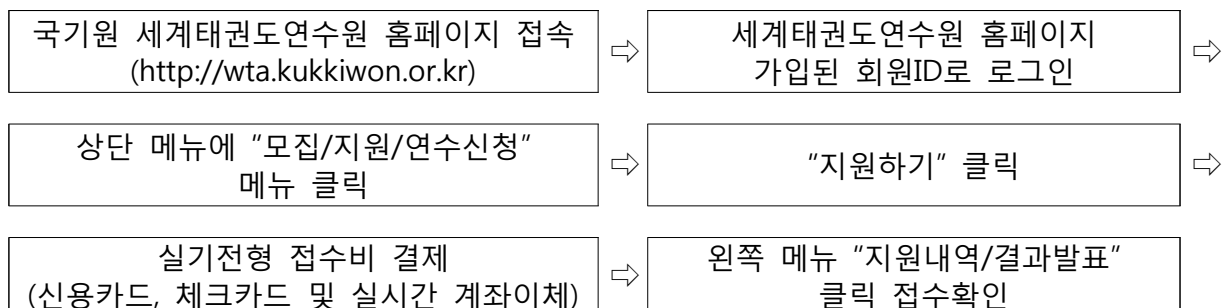 국기원 세계태권도연수원 홈페이지 접속
(http://wta.kukkiwon.or.kr)
⇨
세계태권도연수원 홈페이지
가입된 회원ID로 로그인
⇨
상단 메뉴에 "모집/지원/연수신청"
메뉴 클릭
⇨
"지원하기" 클릭
⇨
실기전형 접수비 결제
(신용카드, 체크카드 및 실시간 계좌이체)
⇨
왼쪽 메뉴 "지원내역/결과발표"
클릭 접수확인